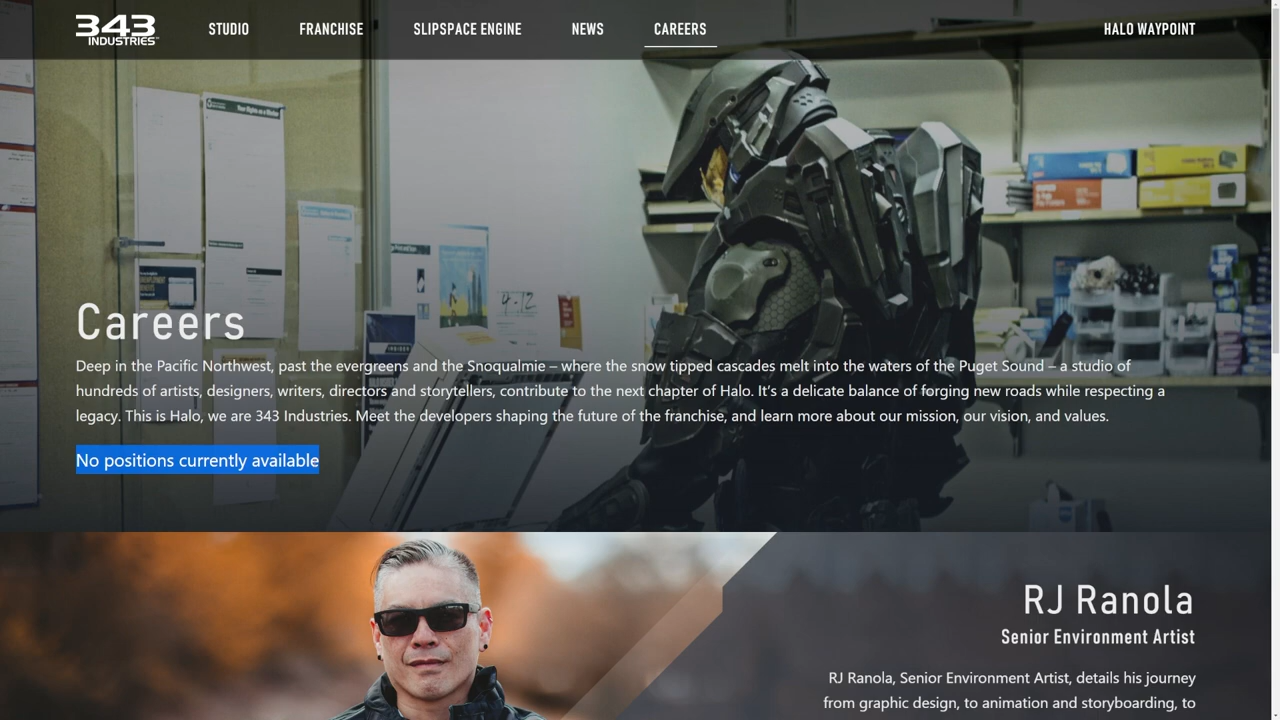 343 INDUSTRIES
STUDIO
FRANCHISE
SLIPSPACE ENGINE
NEWS
CAREERS
HALO WAYPOINT
Careers
Deep in the Pacific Northwest, past the evergreens and the Snoqualmie – where the snow tipped cascades melt into the waters of the Puget Sound – a studio of
hundreds of artists, designers, writers, directors and storytellers, contribute to the next chapter of Halo. It's a delicate balance of forging new roads while respecting a
legacy. This is Halo, we are 343 Industries. Meet the developers shaping the future of the franchise, and learn more about our mission, our vision, and values.
No positions currently available
RJ Ranola
Senior Environment Artist
RJ Ranola, Senior Environment Artist, details his journey
from graphic design, to animation and storyboarding, to